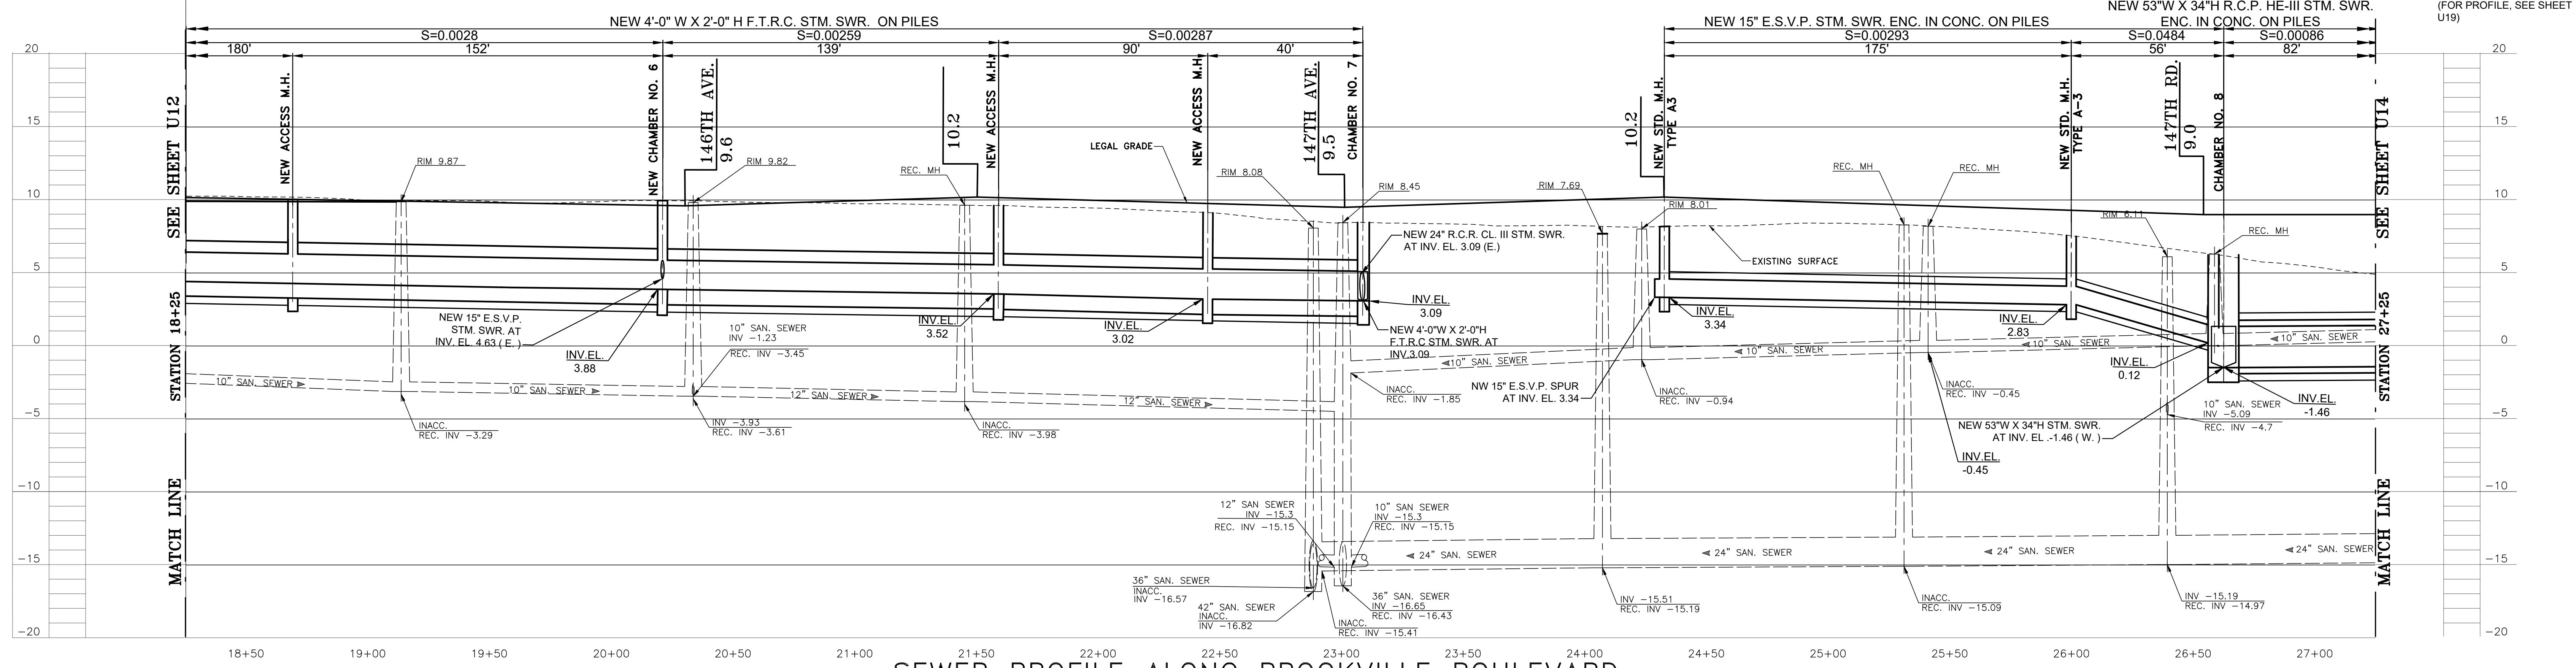 NEW 4'-0" W X 2'-0" H F.T.R.C. STM. SWR. ON PILES
NEW 15" E.S.V.P. STM. SWR. ENC. IN CONC. ON PILES
NEW 53"W X 34"H R.C.P. HE-III STM. SWR.
ENC. IN CONC. ON PILES
(FOR PROFILE, SEE SHEET
U19)
S=0.0028
S=0.00259
S=0.00287
S=0.00293
S=0.0484
S=0.00086
180'
152'
139'
90'
40'
175'
56'
82'
20
15
10
5
0
-5
-10
-15
-20
SEE SHEET U12
STATION 18+25
MATCH LINE
NEW ACCESS M.H.
NEW CHAMBER NO. 6
146TH AVE.
9.6
10.2
NEW ACCESS M.H.
NEW ACCESS M.H.
147TH AVE.
9.5
CHAMBER NO. 7
10.2
NEW STD. M.H.
TYPE A3
NEW STD. M.H.
TYPE A-3
147TH RD.
9.0
CHAMBER NO. 8
SEE SHEET U14
STATION 27+25
MATCH LINE
20
15
10
5
0
-5
-10
-15
-20
RIM 9.87
RIM 9.82
REC. MH
LEGAL GRADE
RIM 8.08
RIM 8.45
RIM 7.69
RIM 8.01
REC. MH
REC. MH
RIM 6.11
REC. MH
NEW 24" R.C.R. CL. III STM. SWR.
AT INV. EL. 3.09 (E.)
EXISTING SURFACE
NEW 15" E.S.V.P.
STM. SWR. AT
INV. EL. 4.63 ( E. )
INV.EL.
3.88
10" SAN. SEWER
INV -1.23
REC. INV -3.45
INV.EL.
3.52
INV.EL.
3.02
INV.EL.
3.09
NEW 4'-0"W X 2'-0"H
F.T.R.C STM. SWR. AT
INV.3.09
INV.EL.
3.34
INV.EL.
2.83
INV.EL.
0.12
INV.EL.
-1.46
10" SAN. SEWER
10" SAN. SEWER
12" SAN. SEWER
12" SAN. SEWER
10" SAN. SEWER
10" SAN. SEWER
10" SAN. SEWER
10" SAN. SEWER
INACC.
REC. INV -3.29
INV -3.93
REC. INV -3.61
INACC.
REC. INV -3.98
INACC.
REC. INV -1.85
NW 15" E.S.V.P. SPUR
AT INV. EL. 3.34
INACC.
REC. INV -0.94
INACC.
REC. INV -0.45
NEW 53"W X 34"H STM. SWR.
AT INV. EL .-1.46 ( W. )
INV.EL.
-0.45
10" SAN. SEWER
INV -5.09
REC. INV -4.7
12" SAN SEWER
INV -15.3
REC. INV -15.15
10" SAN SEWER
INV -15.3
REC. INV -15.15
24" SAN. SEWER
24" SAN. SEWER
24" SAN. SEWER
24" SAN. SEWER
36" SAN. SEWER
INACC.
INV -16.57
42" SAN. SEWER
INACC.
INV -16.82
36" SAN. SEWER
INV -16.65
REC. INV -16.43
INACC.
REC. INV -15.41
INV -15.51
REC. INV -15.19
INACC.
REC. INV -15.09
INV -15.19
REC. INV -14.97
18+50
19+00
19+50
20+00
20+50
21+00
21+50
22+00
22+50
23+00
23+50
24+00
24+50
25+00
25+50
26+00
26+50
27+00
SEWER PROFILE ALONG BROOKVILLE BOULEVARD